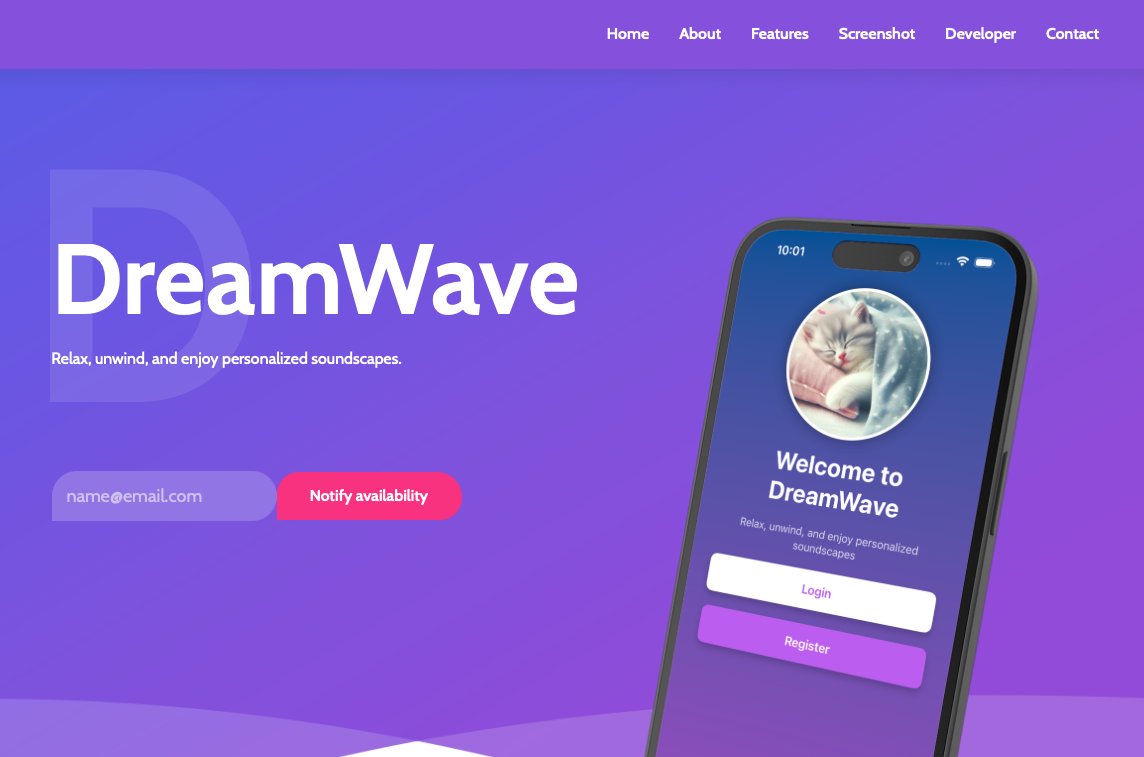 Home About Features Screenshot Developer Contact
D
DreamWave
Relax, unwind, and enjoy personalized soundscapes.
name@email.com Notify availability
10:01
Welcome to
DreamWave
Relax, unwind, and enjoy personalized
soundscapes
Login
Register